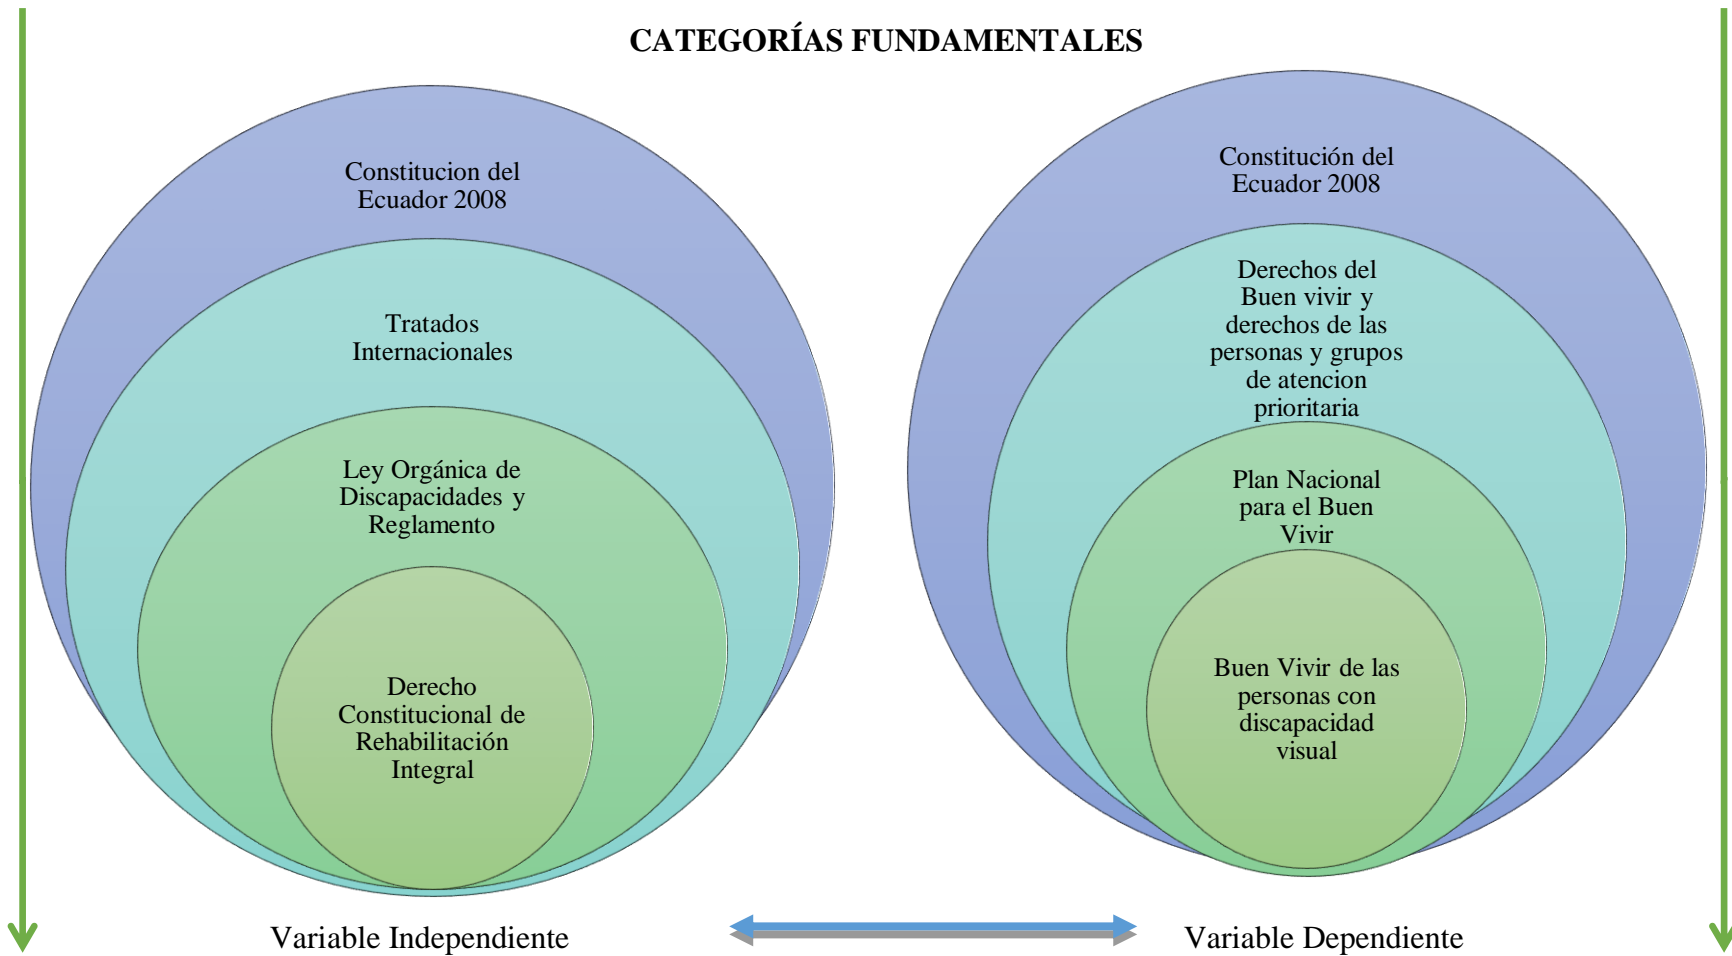 CATEGORÍAS FUNDAMENTALES
Constitucion del
Ecuador 2008
Tratados
Internacionales
Ley Orgánica de
Discapacidades y
Reglamento
Derecho
Constitucional de
Rehabilitación
Integral
Variable Independiente
Constitución del
Ecuador 2008
Derechos del
Buen vivir y
derechos de las
personas y grupos
de atencion
prioritaria
Plan Nacional
para el Buen
Vivir
Buen Vivir de las
personas con
discapacidad
visual
Variable Dependiente